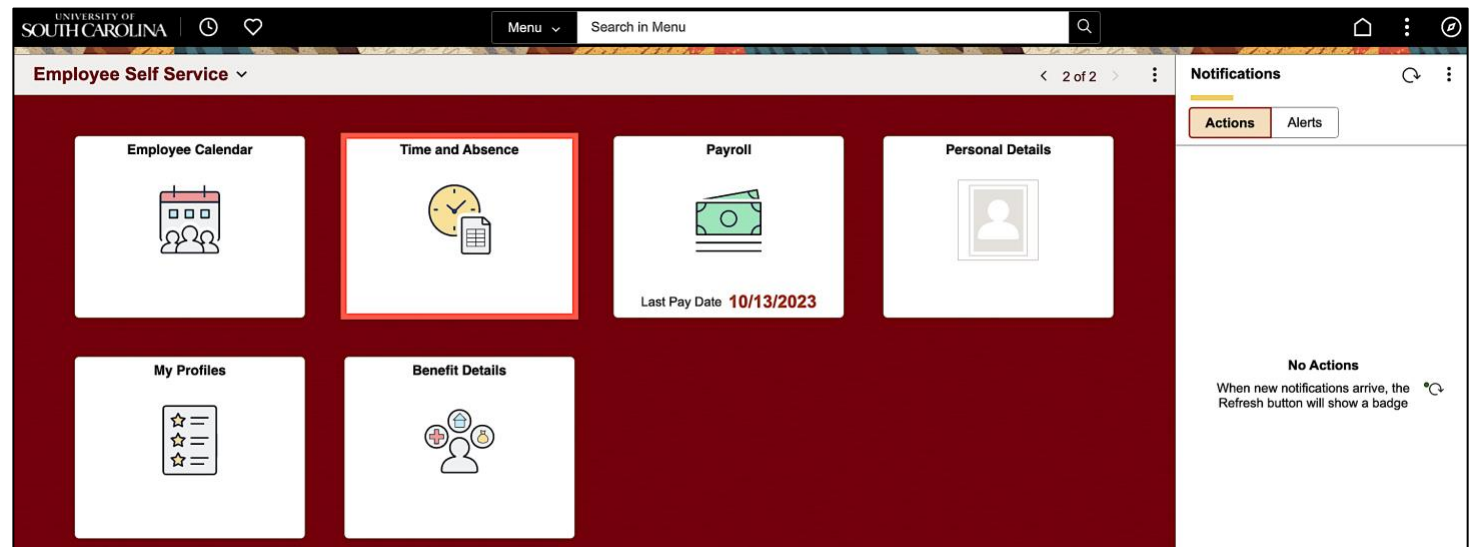 UNIVERSITY OF
SOUTH CAROLINA
Menu
Search in Menu
Employee Self Service
2 of 2
Notifications
Actions
Alerts
Employee Calendar
Time and Absence
Payroll
Last Pay Date 10/13/2023
Personal Details
My Profiles
Benefit Details
No Actions
When new notifications arrive, the
Refresh button will show a badge